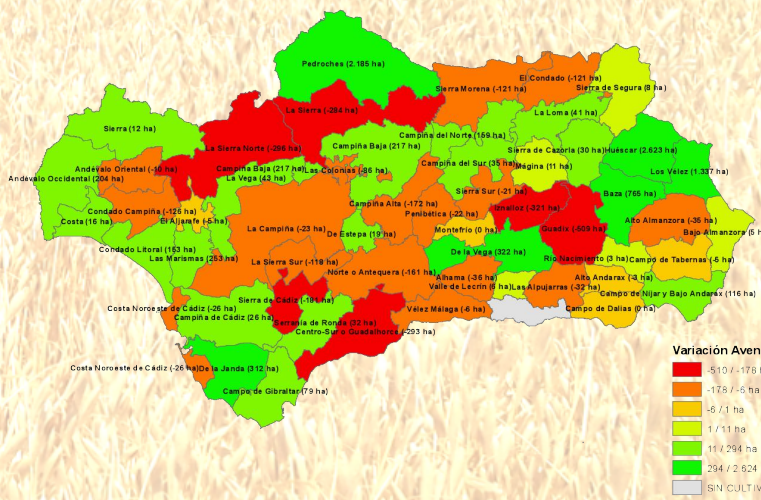 Pedroches (2.185 ha)
El Condado (-121 ha)
Sierra Morena (-121 ha)
Sierra de Segura (8 ha)
La Sierra (-284 ha)
La Loma (41 ha)
Sierra (12 ha)
Campiña del Norte (159 ha)
La Sierra Norte (-298 ha)
Campiña Baja (217 ha)
Sierra de Cazorla (30 ha)
Huéscar (2.623 ha)
Andévalo Oriental (-10 ha)
Campiña Baja (217 ha)
Las Colonias (-86 ha)
Campiña del Sur (35 ha)
Mágina (11 ha)
Los Vélez (1.337 ha)
Andévalo Occidental (204 ha)
La Vega (43 ha)
Sierra Sur (-21 ha)
Baza (765 ha)
Condado Campiña (-126 ha)
Campiña Alta (-172 ha)
Iznalloz (-321 ha)
Costa (16 ha)
El Aljarafe (-5 ha)
Penibética (-22 ha)
Alto Almanzora (-35 ha)
La Campiña (-23 ha)
De Estepa (19 ha)
Montefrío (0 ha)
Guadix (-509 ha)
Bajo Almanzora (5 h
Condado Litoral (153 ha)
De la Vega (322 ha)
Las Marismas (253 ha)
La Sierra Sur (-118 ha)
Río Nacimiento (3 ha)
Campo de Tabernas (-5 ha)
Norte o Antequera (-161 ha)
Alhama (-36 ha)
Alto Andarax (-3 ha)
Valle de Lecrín (6 ha)
Las Alpujarras (-32 ha)
Campo de Nijar y Bajo Andarax (116 ha)
Sierra de Cádiz (-191 ha)
Costa Noroeste de Cádiz (-26 ha)
Vélez Málaga (-6 ha)
Campo de Dalías (0 ha)
Campiña de Cádiz (26 ha)
Serranía de Ronda (32 ha)
Centro-Sur o Guadalhorce (-293 ha)
Costa Noroeste de Cádiz (-26 ha)
De la Janda (312 ha)
Campo de Gibraltar (79 ha)
Variación Aven
-510 / -178 h
-178 / -6 ha
-6 / 1 ha
1 / 11 ha
11 / 294 ha
294 / 2.624
SIN CULTIV